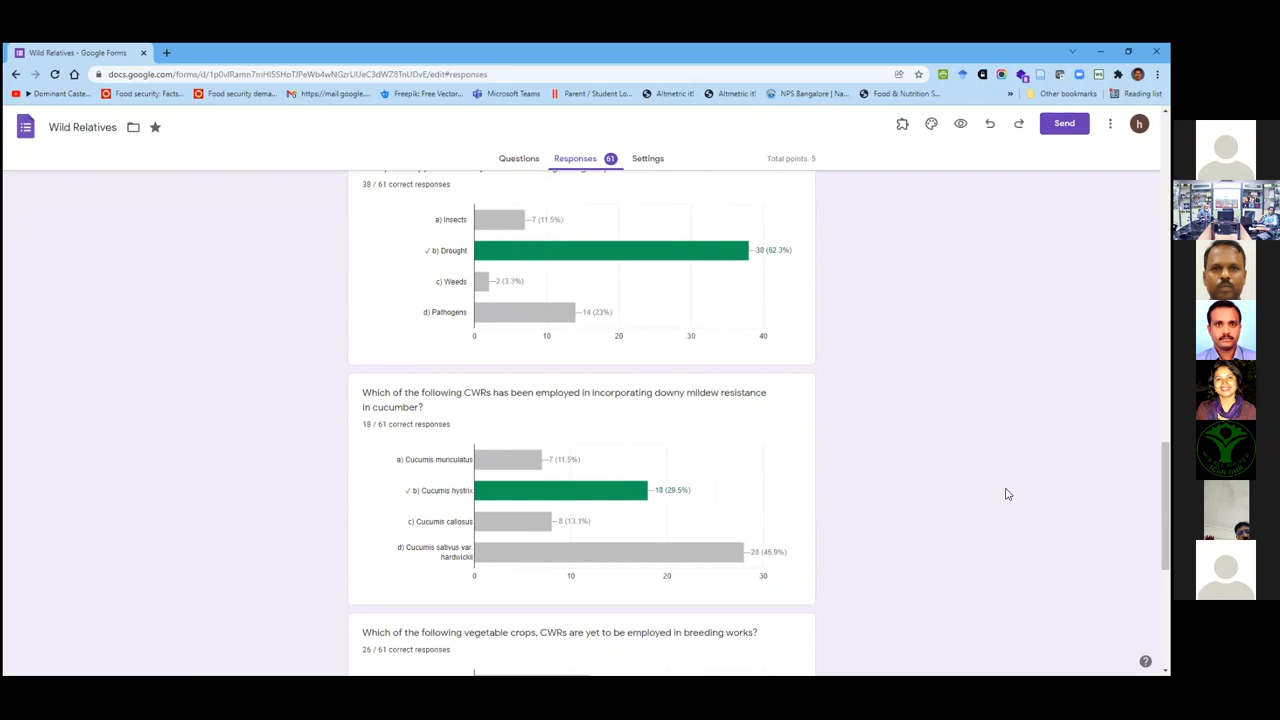 Wild Relatives - Google Forms
docs.google.com/forms/d/1p0vlRamn7mHI5SHoTJPeWb4wNGzrUUeC3dWZ8TnUDvE/edit#responses
Dominant Caste...
Food security: Facts...
Food security dema...
https://mail.google....
Freepik: Free Vector...
Microsoft Teams
Parent / Student Lo...
Altmetric it!
Altmetric it!
NPS Bangalore | Na...
Food & Nutrition S...
Other bookmarks
Reading list
Wild Relatives
Send
h
Questions
Responses 61
Settings
Total points: 5
38 / 61 correct responses
a) Insects
7 (11.5%)
b) Drought
38 (62.3%)
c) Weeds
2 (3.3%)
d) Pathogens
14 (23%)
0 10 20 30 40
Which of the following CWRs has been employed in incorporating downy mildew resistance
in cucumber?
18 / 61 correct responses
a) Cucumis muriculatus
7 (11.5%)
b) Cucumis hystrix
18 (29.5%)
c) Cucumis callosus
8 (13.1%)
d) Cucumis sativus var.
hardwickii
28 (45.9%)
0 10 20 30
Which of the following vegetable crops, CWRs are yet to be employed in breeding works?
26 / 61 correct responses